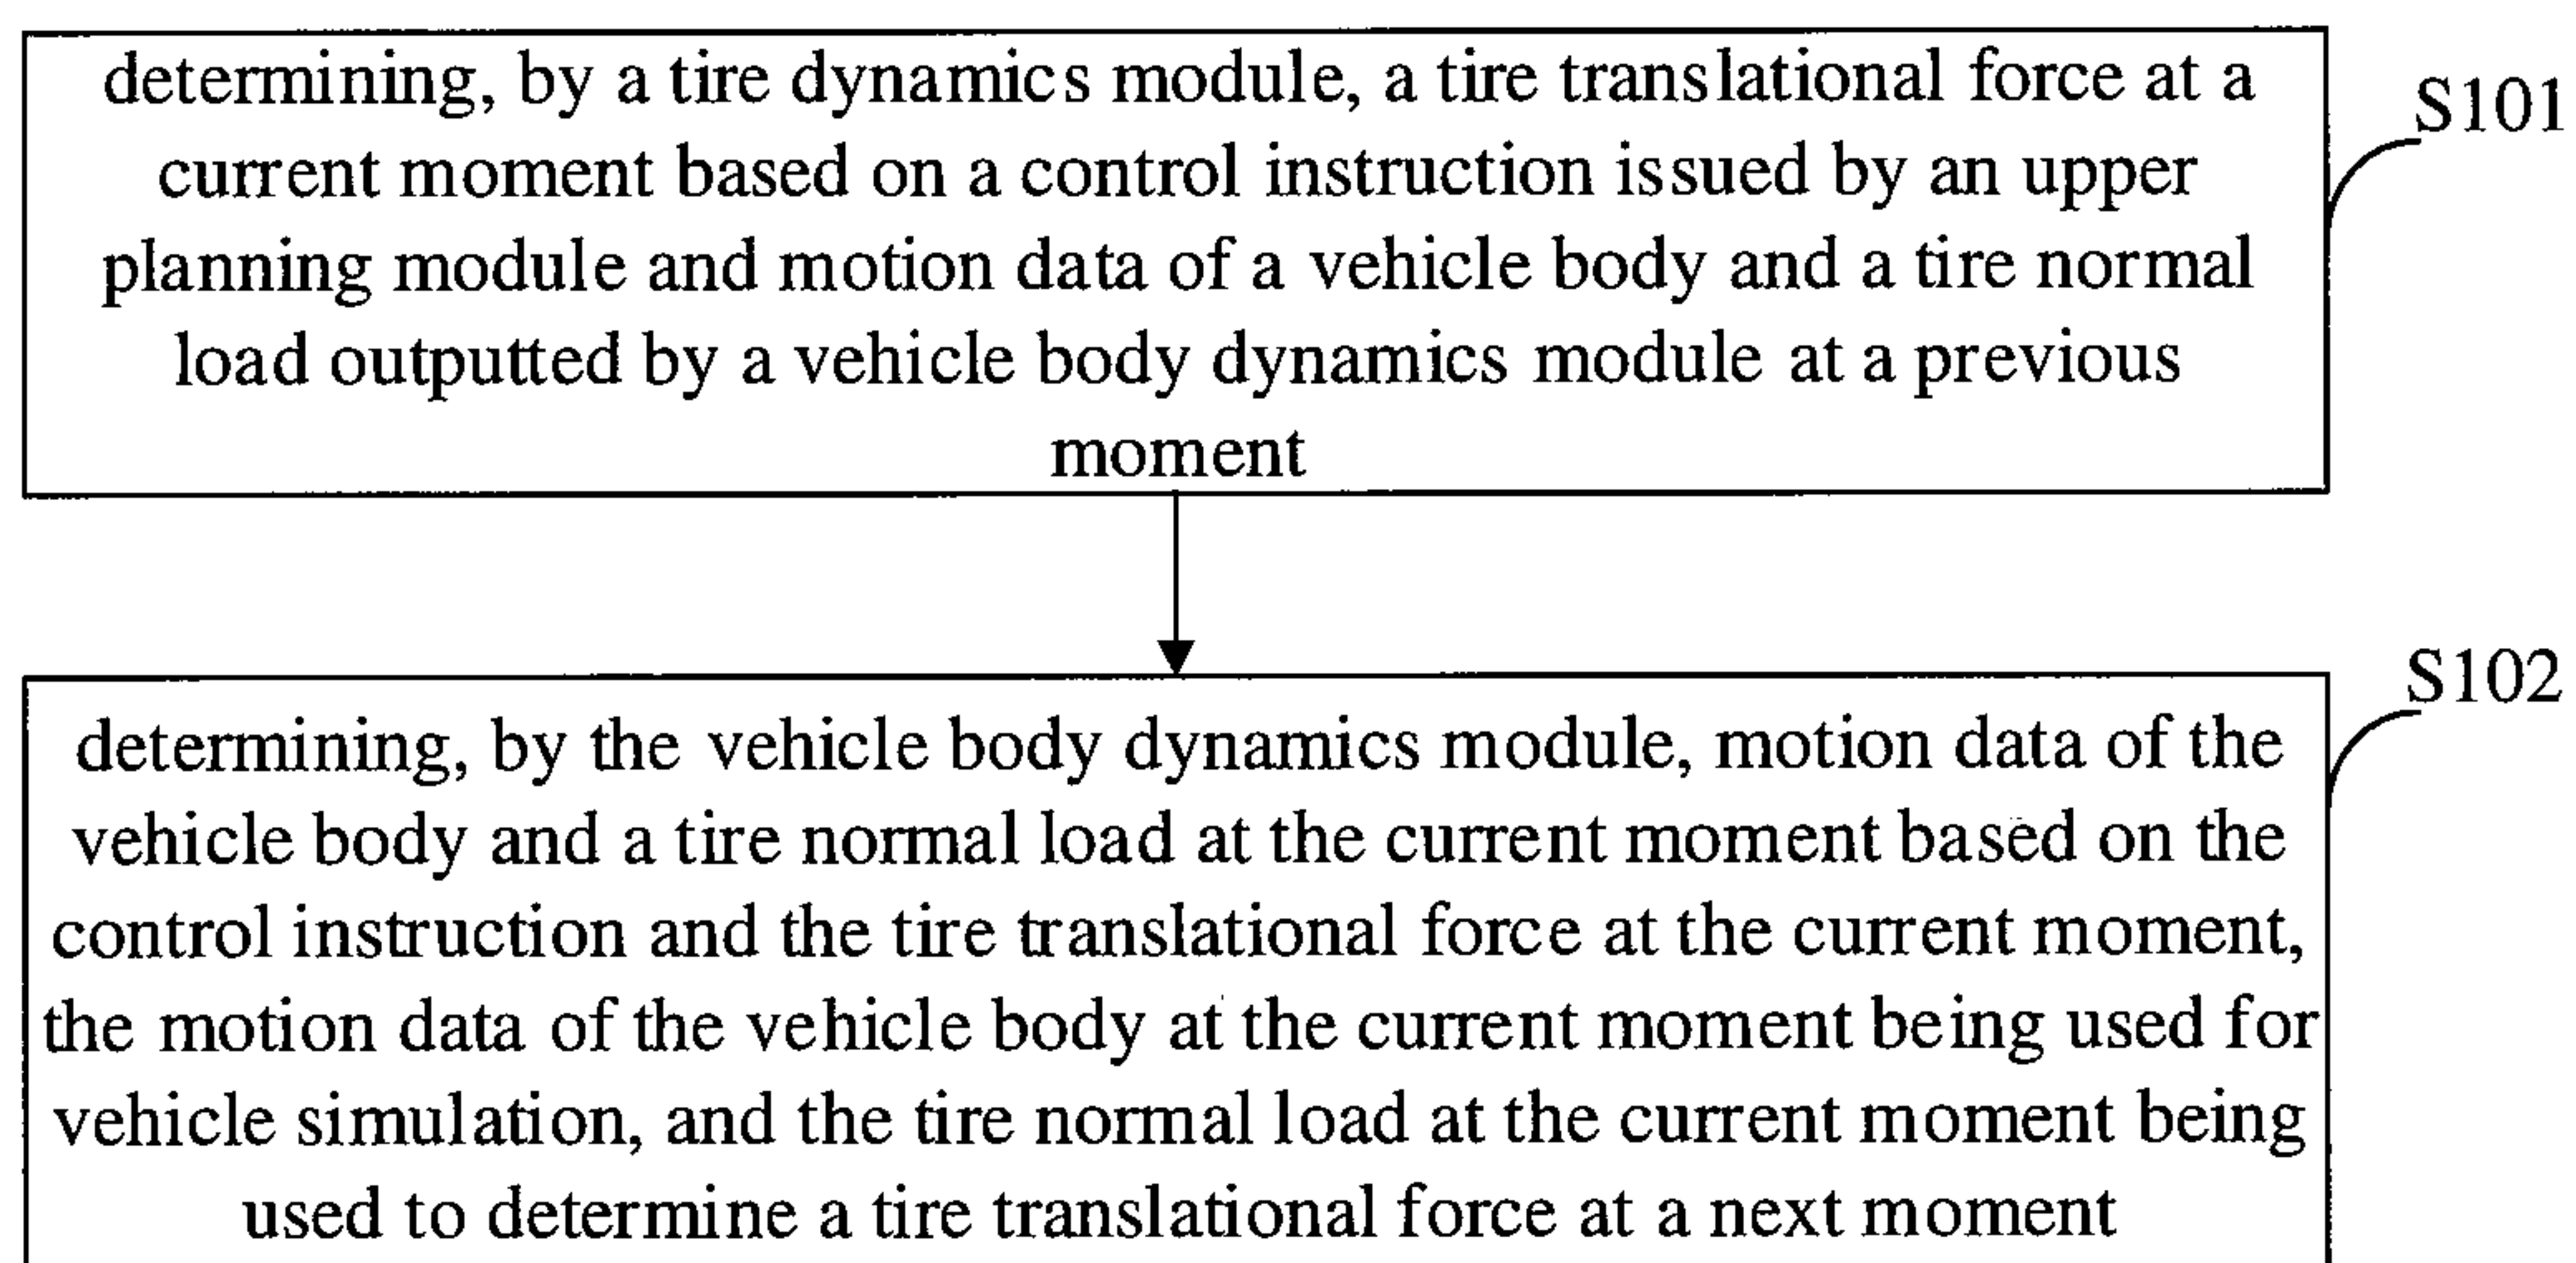 determining, by a tire dynamics module, a tire translational force at a
current moment based on a control instruction issued by an upper
planning module and motion data of a vehicle body and a tire normal
load outputted by a vehicle body dynamics module at a previous
moment
S101
determining, by the vehicle body dynamics module, motion data of the
vehicle body and a tire normal load at the current moment based on the
control instruction and the tire translational force at the current moment,
the motion data of the vehicle body at the current moment being used for
vehicle simulation, and the tire normal load at the current moment being
used to determine a tire translational force at a next moment
S102